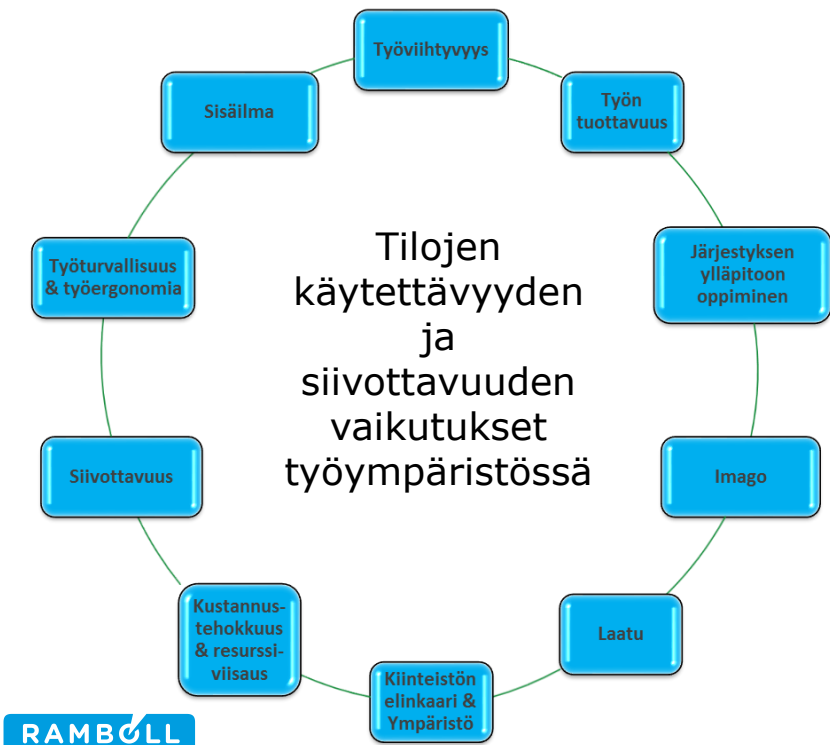 Työviihtyvyys
Työn
tuottavuus
Järjestyksen
ylläpitoon
oppiminen
Imago
Laatu
Kiinteistön
elinkaari &
Ympäristö
Kustannus-
tehokkuus
& resurssi-
viisaus
Siivottavuus
Työturvallisuus
& työergonomia
Sisäilma
Tilojen
käytettävyyden
ja
siivottavuuden
vaikutukset
työympäristössä
RAMBOLL